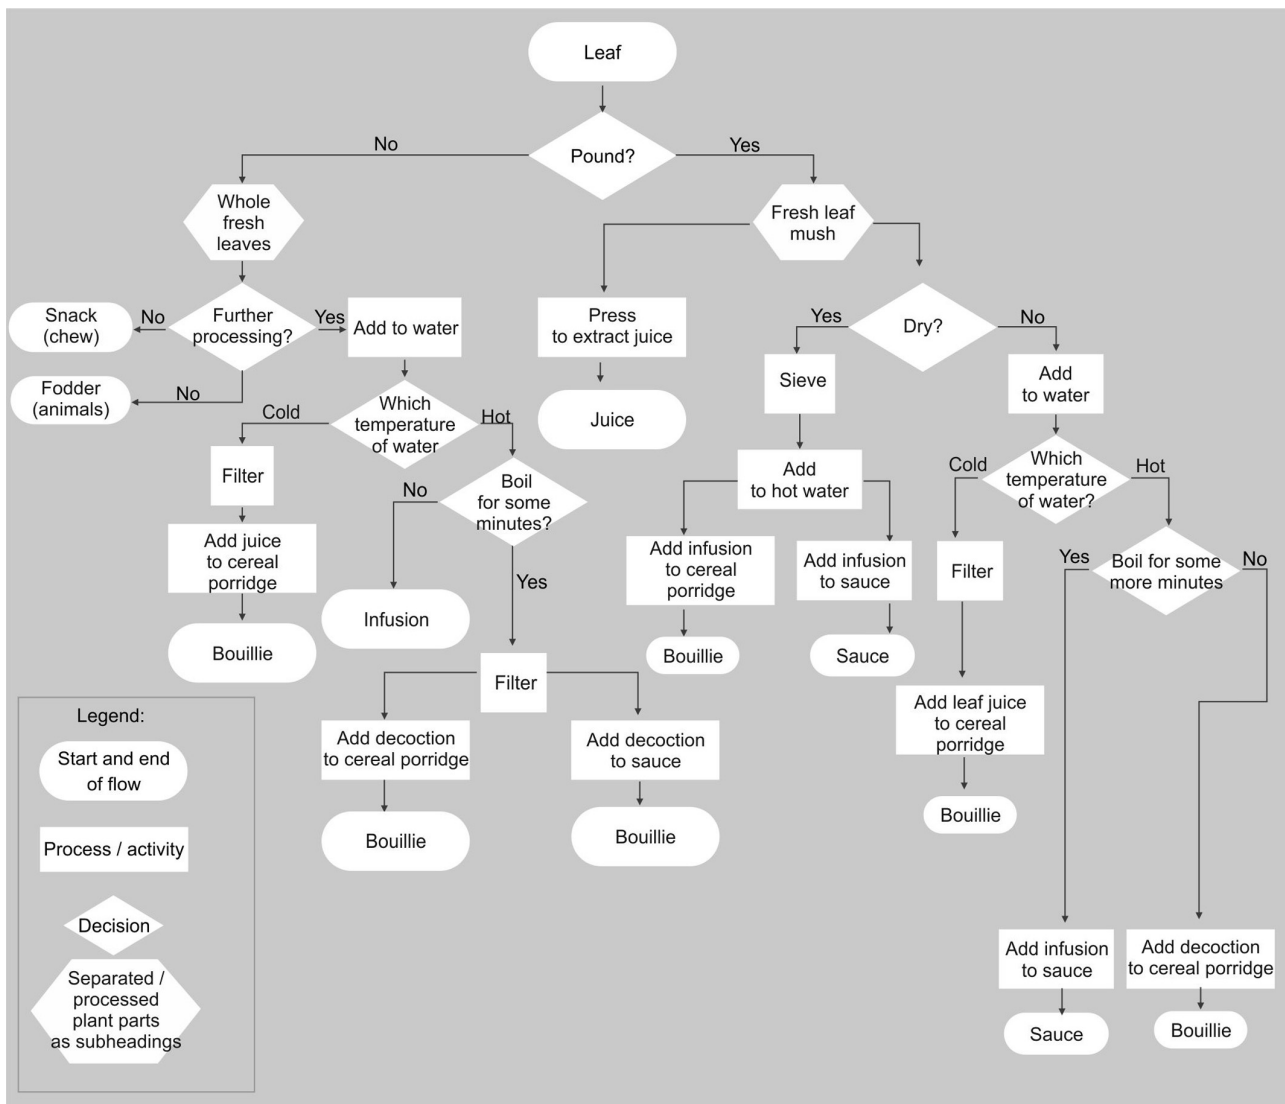 Leaf
No
Pound?
Yes
Whole
fresh
leaves
Fresh leaf
mush
Snack
(chew)
No
Further
processing?
Yes
Add to water
Press
to extract juice
Yes
Dry?
No
Fodder
(animals)
No
Sieve
Add
to water
Cold
Which
temperature
of water
Hot
Juice
Filter
No
Boil
for some
minutes?
Add
to hot water
Cold
Which
temperature
of water?
Hot
Add juice
to cereal
porridge
Yes
Add infusion
to cereal
porridge
Add infusion
to sauce
Filter
Yes
Boil for some
more minutes
No
Infusion
Bouillie
Bouillie
Sauce
Filter
Add leaf juice
to cereal
porridge
Add decoction
to cereal porridge
Add decoction
to sauce
Bouillie
Bouillie
Bouillie
Add infusion
to sauce
Add decoction
to cereal porridge
Sauce
Bouillie
Legend:
Start and end
of flow
Process / activity
Decision
Separated /
processed
plant parts
as subheadings